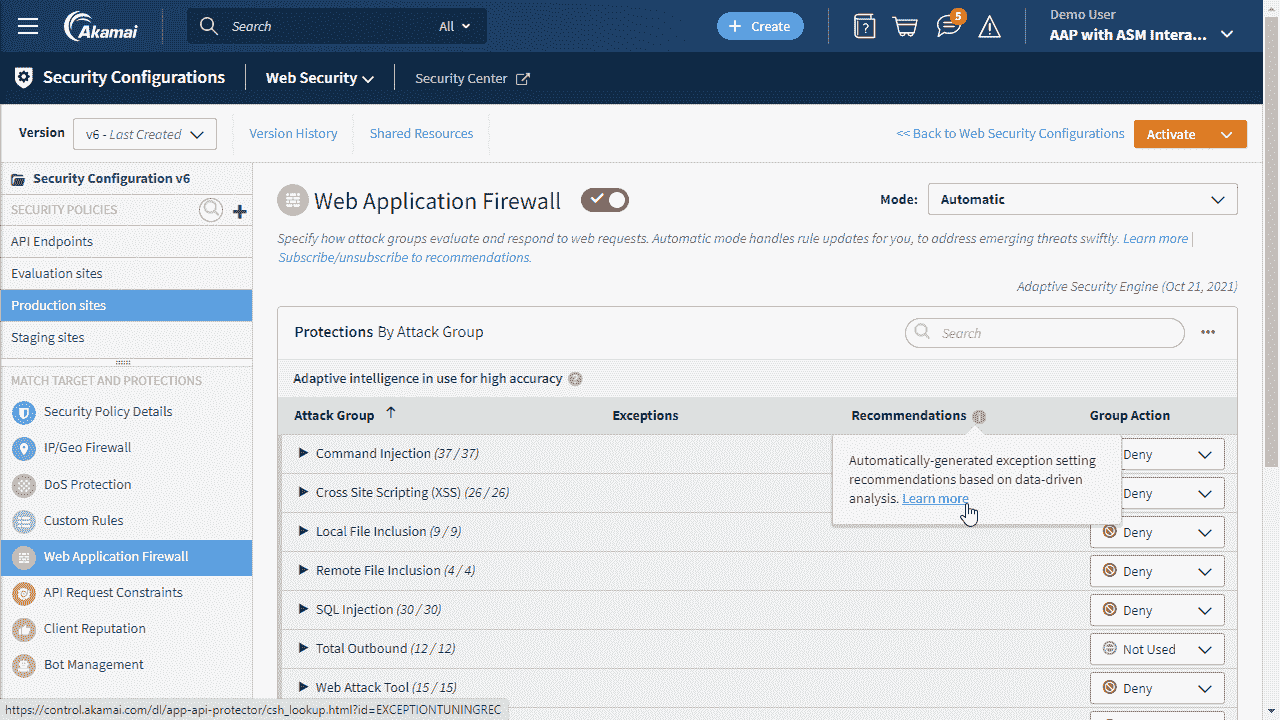 Akamai
Search
All
+ Create
5
Demo User
AAP with ASM Intera...
Security Configurations
Web Security
Security Center
Version
v6 - Last Created
Version History
Shared Resources
<< Back to Web Security Configurations
Activate
Security Configuration v6
SECURITY POLICIES
API Endpoints
Evaluation sites
Production sites
Staging sites
MATCH TARGET AND PROTECTIONS
Security Policy Details
IP/Geo Firewall
DoS Protection
Custom Rules
Web Application Firewall
API Request Constraints
Client Reputation
Bot Management
Web Application Firewall
Mode:
Automatic
Specify how attack groups evaluate and respond to web requests. Automatic mode handles rule updates for you, to address emerging threats swiftly. Learn more |
Subscribe/unsubscribe to recommendations.
Adaptive Security Engine (Oct 21, 2021)
Protections By Attack Group
Search
Adaptive intelligence in use for high accuracy ?
Attack Group
Exceptions
Recommendations
Group Action
Command Injection (37 / 37)
Deny
Cross Site Scripting (XSS) (26 / 26)
Deny
Automatically-generated exception setting
recommendations based on data-driven
analysis. Learn more
Local File Inclusion (9 / 9)
Deny
Remote File Inclusion (4 / 4)
Deny
SQL Injection (30 / 30)
Deny
Total Outbound (12 / 12)
Not Used
Web Attack Tool (15 / 15)
Deny
https://control.akamai.com/dl/app-api-protector/csh_lookup.html?id=EXCEPTIONTUNINGREC